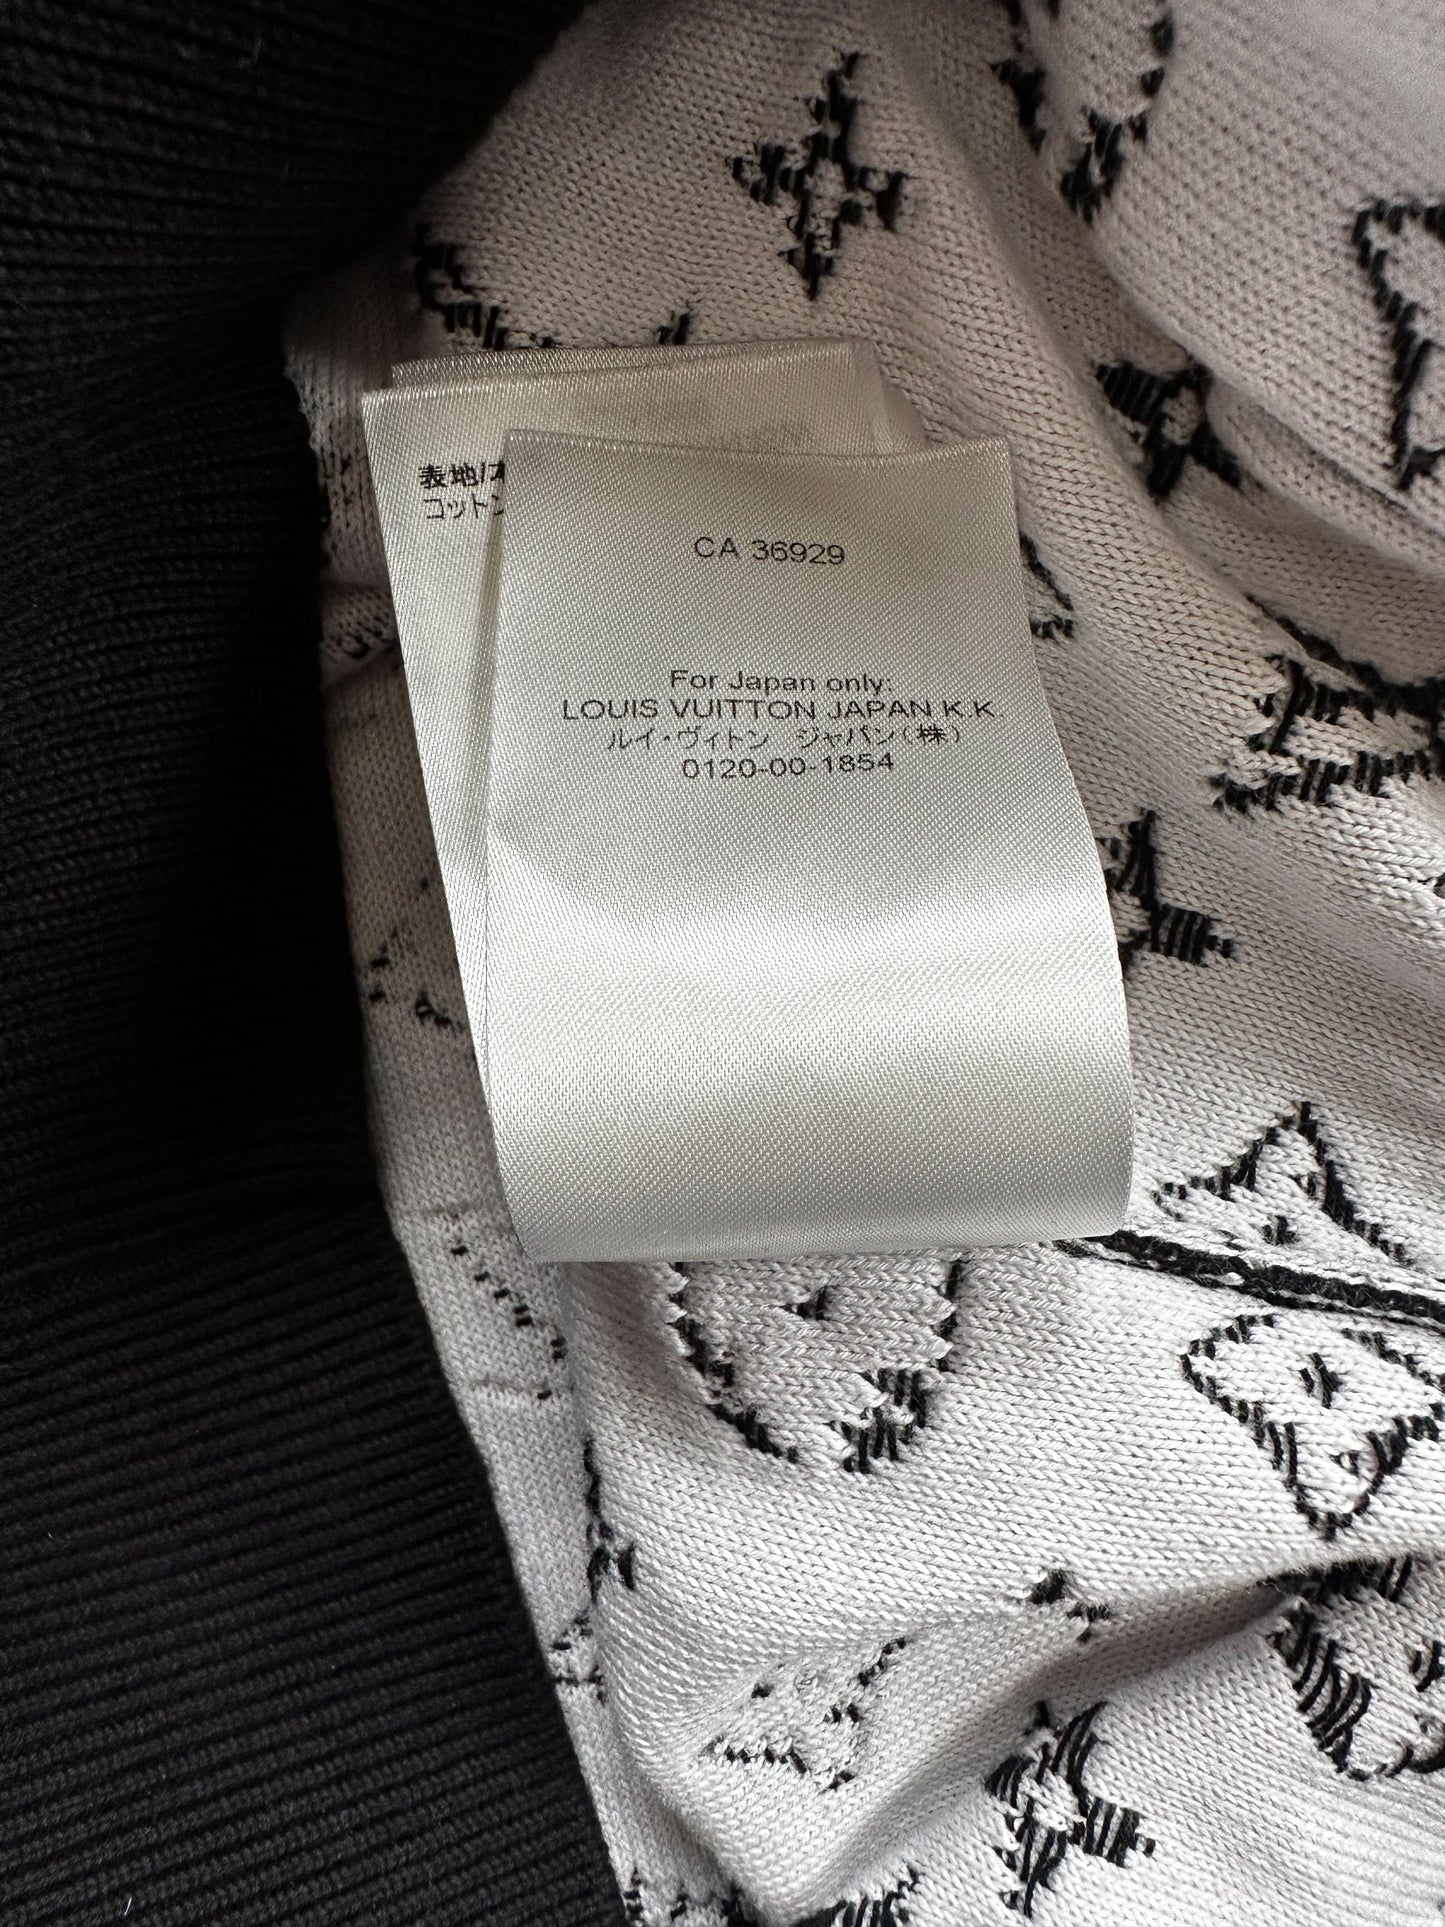 表地/
コットン
CA 36929
For Japan only:
LOUIS VUITTON JAPAN K.K.
ルイ・ヴィトン ジャパン(株)
0120-00-1854